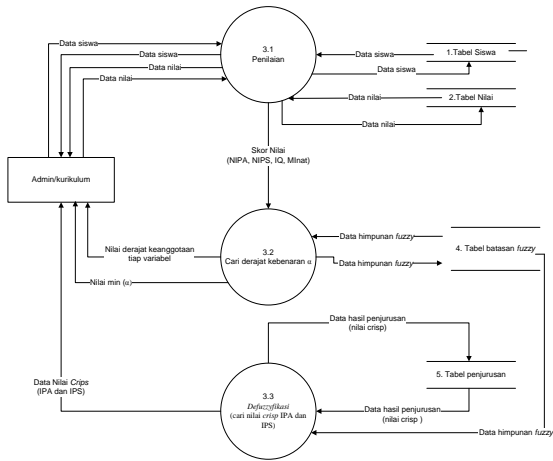 3.1
Penilaian
Data siswa
Data siswa
Data nilai
Data nilai
Data siswa
1.Tabel Siswa
Data siswa
Data nilai
2.Tabel Nilai
Data nilai
Skor Nilai
(NIPA, NIPS, IQ, MInat)
Admin/kurikulum
3.2
Cari derajat kebenaran α
Nilai derajat keanggotaan
tiap variabel
Nilai min (α)
Data himpunan fuzzy
4. Tabel batasan fuzzy
Data himpunan fuzzy
Data hasil penjurusan
(nilai crisp)
5. Tabel penjurusan
3.3
Defuzzyfikasi
(cari nilai crisp IPA dan
IPS)
Data Nilai Crips
(IPA dan IPS)
Data hasil penjurusan
(nilai crisp )
Data himpunan fuzzy